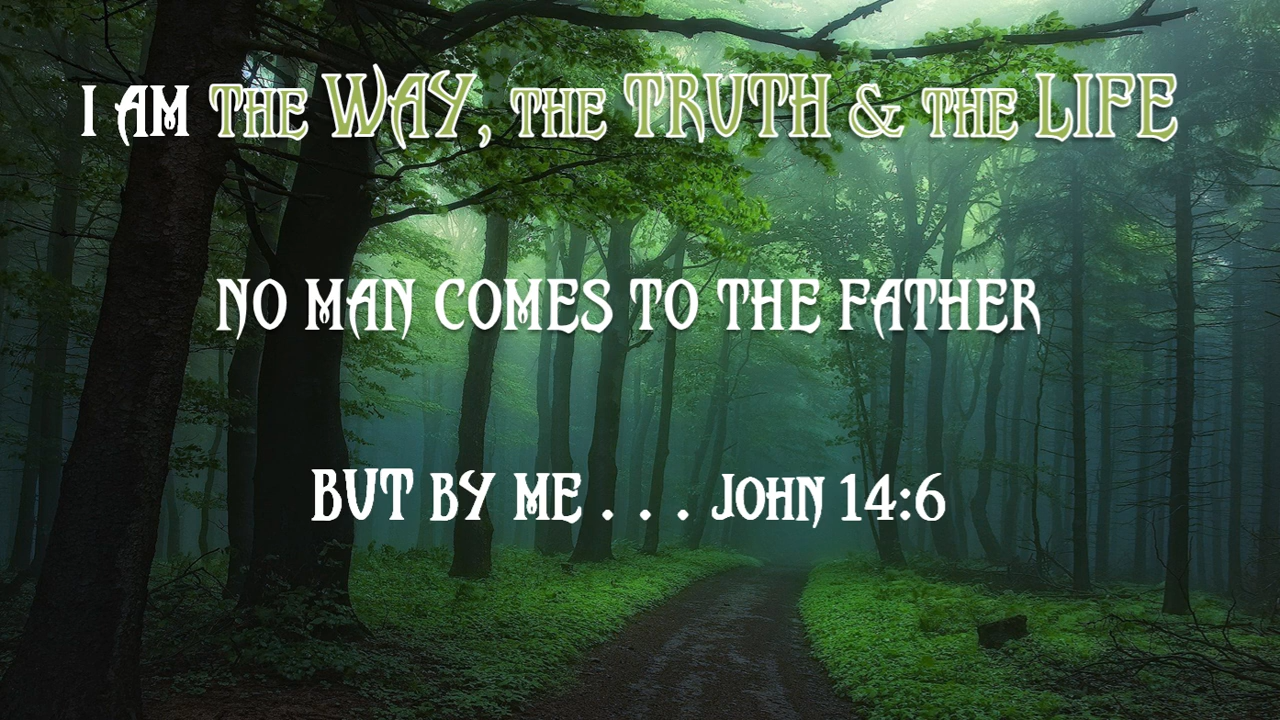 I AM THE WAY, THE TRUTH & THE LIFE
NO MAN COMES TO THE FATHER
BUT BY ME . . . JOHN 14:6